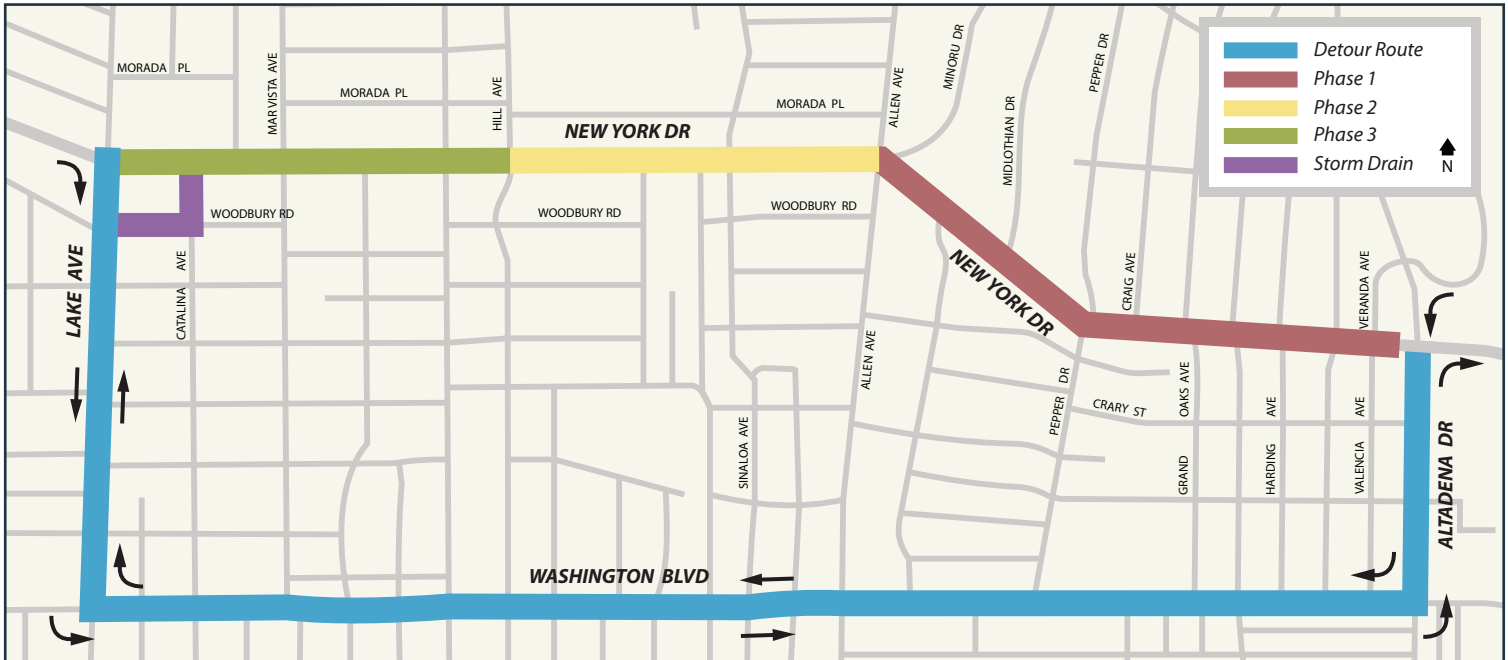 Detour Route
Phase 1
Phase 2
Phase 3
Storm Drain
N
MORADA PL
MAR VISTA AVE
MORADA PL
HILL AVE
MORADA PL
ALLEN AVE
MINORU DR
MIDLOTHIAN DR
PEPPER DR
NEW YORK DR
WOODBURY RD
WOODBURY RD
WOODBURY RD
LAKE AVE
CATALINA AVE
NEW YORK DR
CRAIG AVE
VERANDA AVE
ALLEN AVE
PEPPER DR
CRARY ST
GRAND OAKS AVE
HARDING AVE
VALENCIA AVE
SINALOA AVE
ALTADENA DR
WASHINGTON BLVD